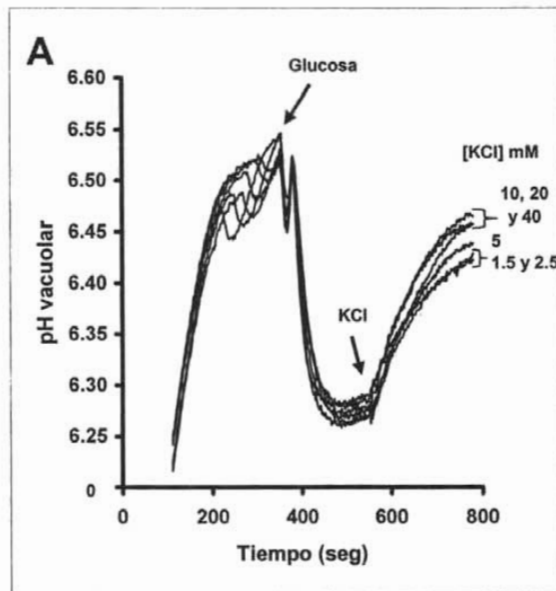 A
Glucosa
6.60
6.55
6.50
6.45
6.40
6.35
6.30
6.25
0
pH vacuolar
[KCl] mM
10, 20
y 40
5
1.5 y 2.5
KCl
0 200 400 600 800
Tiempo (seg)